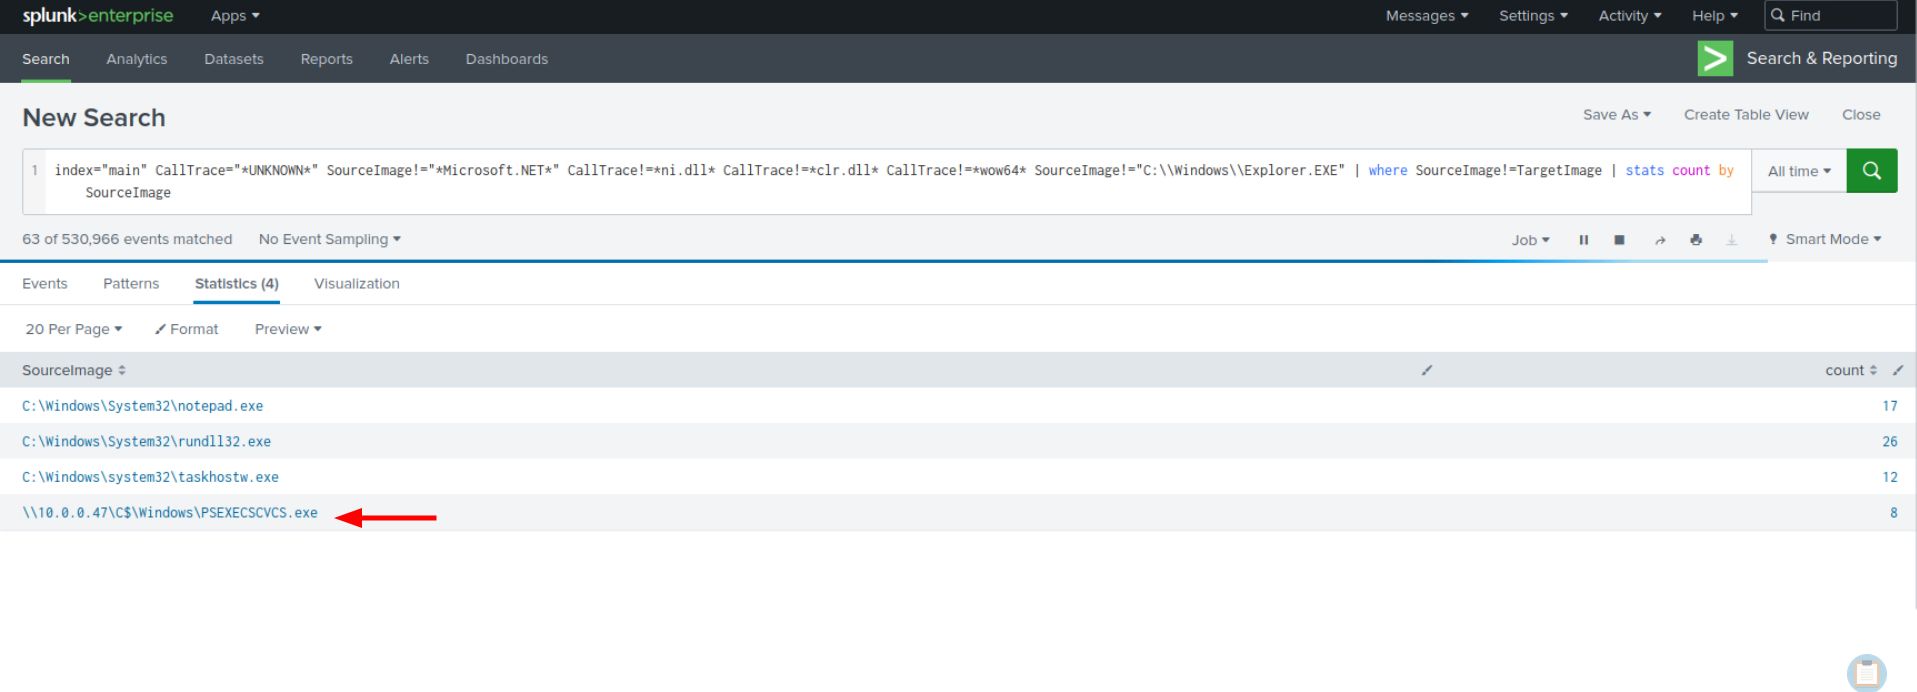 splunk>enterprise Apps Messages Settings Activity Help Find
Search Analytics Datasets Reports Alerts Dashboards Search & Reporting
New Search Save As Create Table View Close
1 index="main" CallTrace="*UNKNOWN*" SourceImage!="*Microsoft.NET*" CallTrace!=*ni.dll* CallTrace!=*clr.dll* CallTrace!=*wow64* SourceImage!="C:\\Windows\\Explorer.EXE" | where SourceImage!=TargetImage | stats count by
SourceImage
All time
63 of 530,966 events matched No Event Sampling Job Smart Mode
Events Patterns Statistics (4) Visualization
20 Per Page Format Preview
SourceImage count
C:\Windows\System32\notepad.exe 17
C:\Windows\System32\rundll32.exe 26
C:\Windows\system32\taskhostw.exe 12
\\10.0.0.47\C$\Windows\PSEXECSCVCS.exe 8